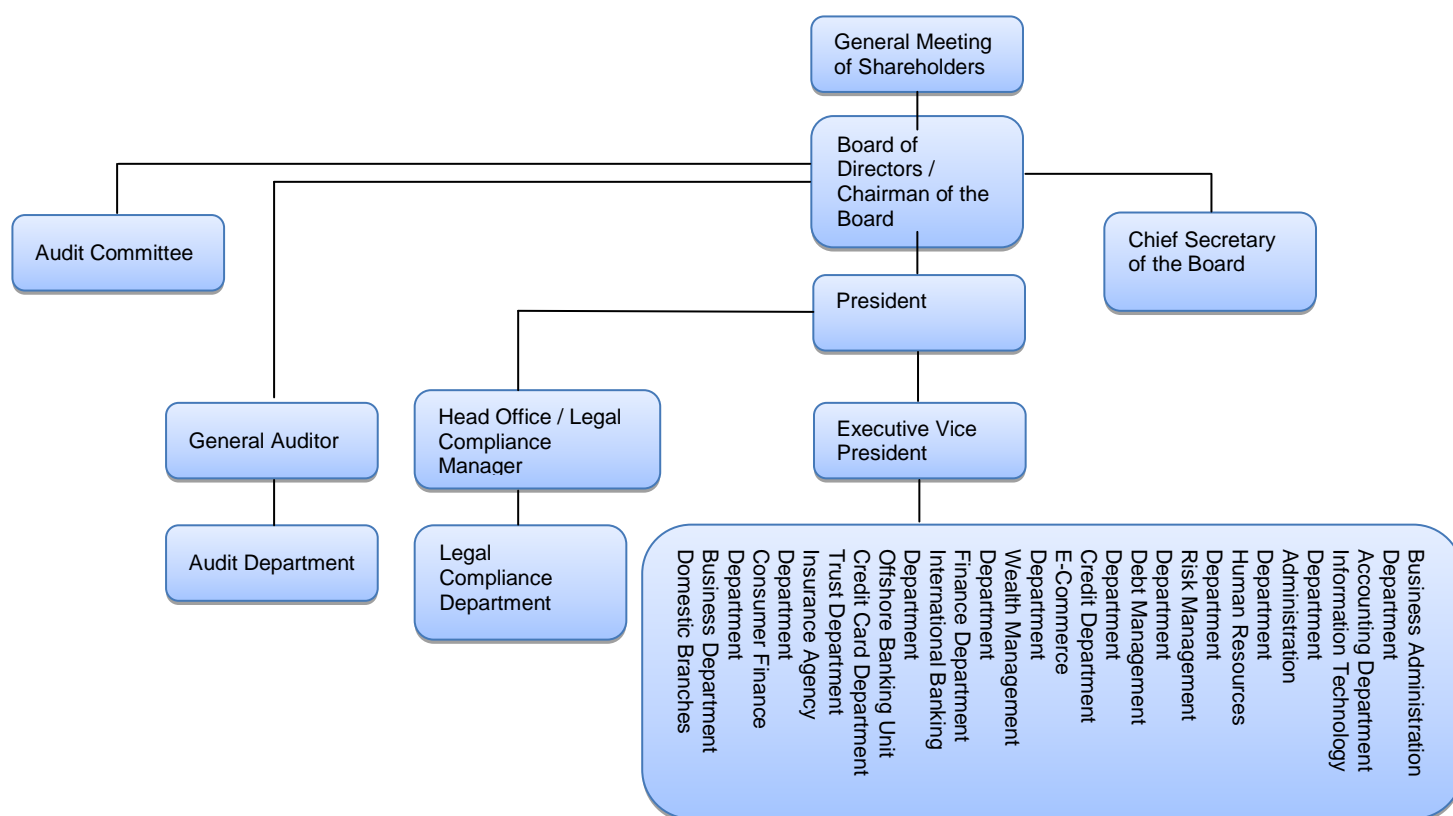 General Meeting
of Shareholders
Board of
Directors /
Chairman of the
Board
Audit Committee
Chief Secretary
of the Board
President
General Auditor
Head Office / Legal
Compliance
Manager
Executive Vice
President
Audit Department
Legal
Compliance
Department
Business Administration
Department
Accounting Department
Information Technology
Department
Administration
Department
Human Resources
Department
Risk Management
Department
Debt Management
Department
Credit Department
E-Commerce
Department
Wealth Management
Department
Finance Department
International Banking
Department
Offshore Banking Unit
Credit Card Department
Trust Department
Insurance Agency
Department
Consumer Finance
Department
Business Department
Domestic Branches